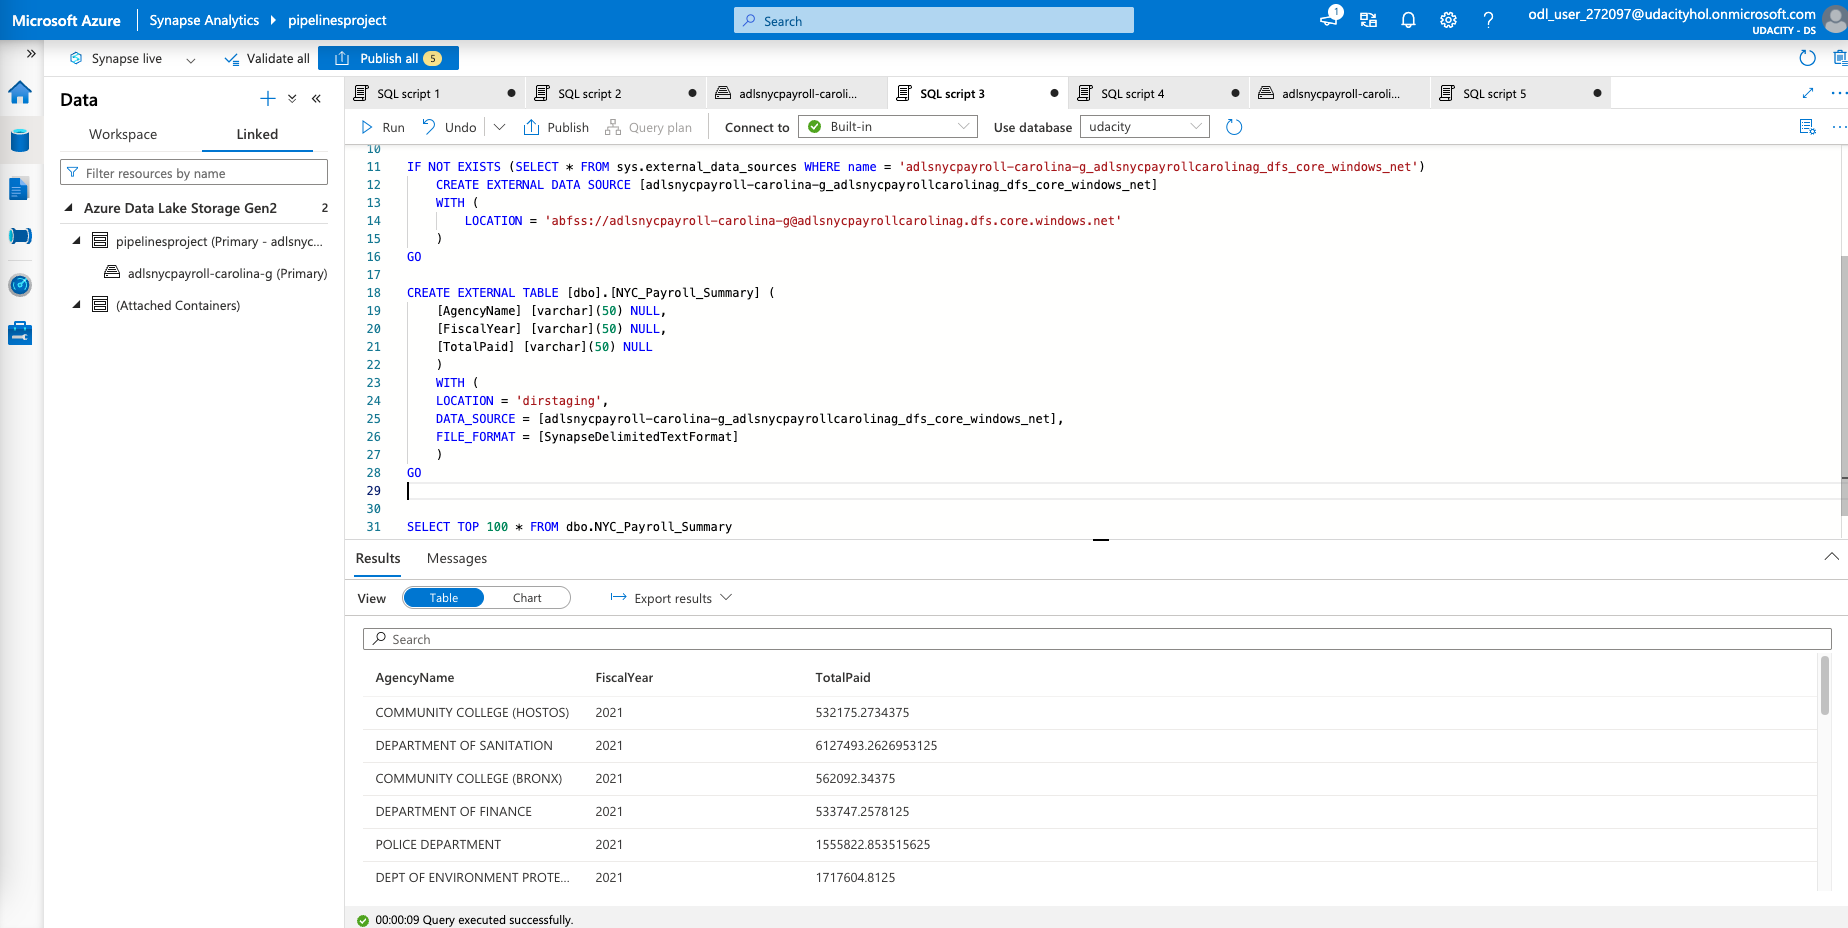 Microsoft Azure Synapse Analytics pipelinesproject Search 1 odl_user_272097@udacityhol.onmicrosoft.com
UDACITY - DS
Synapse live Validate all Publish all 5
Data
Workspace Linked
Filter resources by name
Azure Data Lake Storage Gen2 2
pipelinesproject (Primary - adlsnyc...
adlsnycpayroll-carolina-g (Primary)
(Attached Containers)
SQL script 1 SQL script 2 adlsnycpayroll-caroli... SQL script 3 SQL script 4 adlsnycpayroll-caroli... SQL script 5
Run Undo Publish Query plan Connect to Built-in Use database udacity
10
11 IF NOT EXISTS (SELECT * FROM sys.external_data_sources WHERE name = 'adlsnycpayroll-carolina-g_adlsnycpayrollcarolinag_dfs_core_windows_net')
12 CREATE EXTERNAL DATA SOURCE [adlsnycpayroll-carolina-g_adlsnycpayrollcarolinag_dfs_core_windows_net]
13 WITH (
14 LOCATION = 'abfss://adlsnycpayroll-carolina-g@adlsnycpayrollcarolinag.dfs.core.windows.net'
15 )
16 GO
17
18 CREATE EXTERNAL TABLE [dbo].[NYC_Payroll_Summary] (
19 [AgencyName] [varchar](50) NULL,
20 [FiscalYear] [varchar](50) NULL,
21 [TotalPaid] [varchar](50) NULL
22 )
23 WITH (
24 LOCATION = 'dirstaging',
25 DATA_SOURCE = [adlsnycpayroll-carolina-g_adlsnycpayrollcarolinag_dfs_core_windows_net],
26 FILE_FORMAT = [SynapseDelimitedTextFormat]
27 )
28 GO
29
30
31 SELECT TOP 100 * FROM dbo.NYC_Payroll_Summary
Results Messages
View Table Chart Export results
Search
AgencyName FiscalYear TotalPaid
COMMUNITY COLLEGE (HOSTOS) 2021 532175.2734375
DEPARTMENT OF SANITATION 2021 6127493.2626953125
COMMUNITY COLLEGE (BRONX) 2021 562092.34375
DEPARTMENT OF FINANCE 2021 533747.2578125
POLICE DEPARTMENT 2021 1555822.853515625
DEPT OF ENVIRONMENT PROTE... 2021 1717604.8125
00:00:09 Query executed successfully.